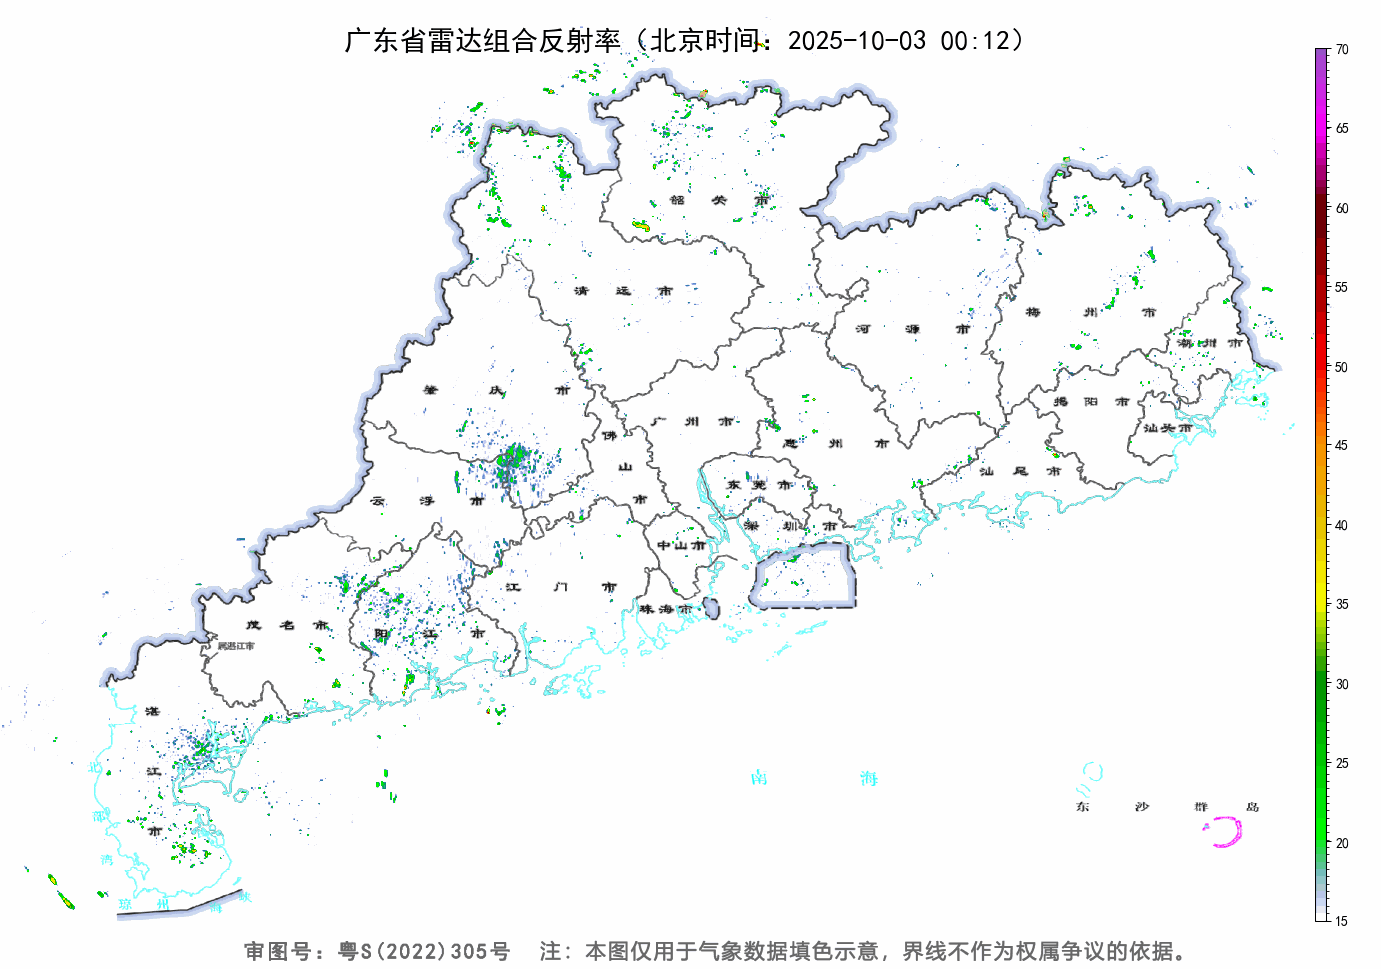 广东省雷达组合反射率（北京时间：2025-10-03 00:12）
70
65
60
55
50
45
40
35
30
25
20
15
韶关市
清远市
河源市
梅州市
潮州市
肇庆市
广州市
惠州市
揭阳市
汕头市
佛山市
云浮市
东莞市
汕尾市
深圳市
中山市
江门市
珠海市
茂名市
阳江市
属湛江市
湛江市
北部湾
琼州海峡
南海
东沙群岛
审图号：粤S(2022)305号 注：本图仅用于气象数据填色示意，界线不作为权属争议的依据。